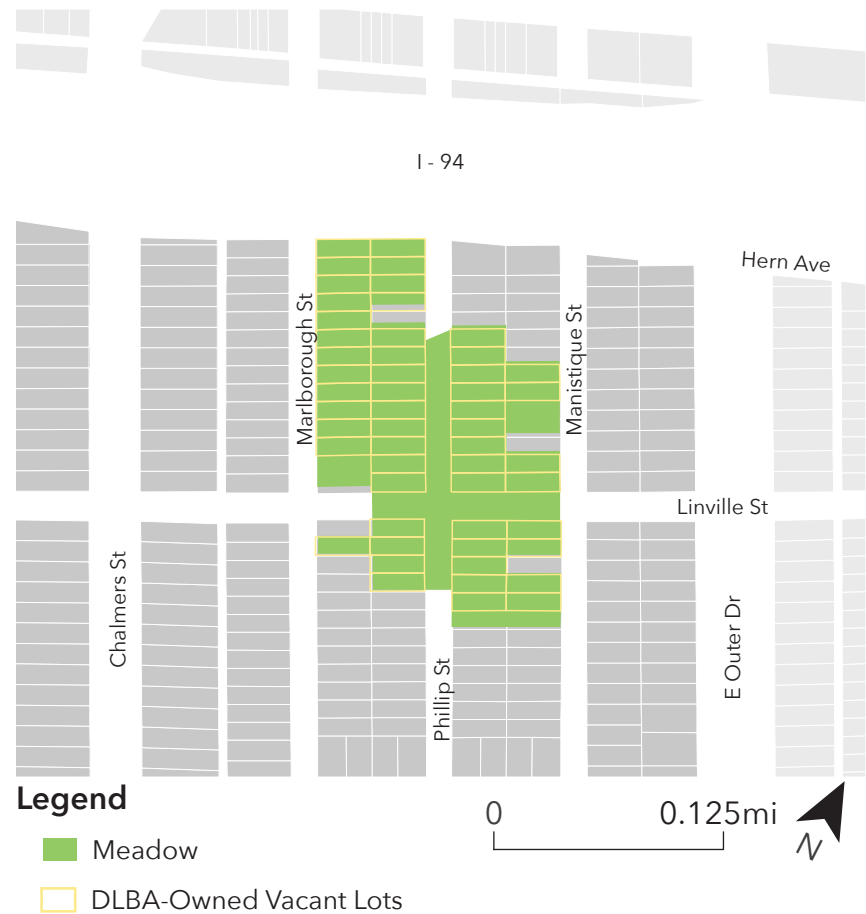 I - 94
Hern Ave
Marlborough St
Manistique St
Linville St
Chalmers St
E Outer Dr
Phillip St
Legend
0
0.125mi
Meadow
N
DLBA-Owned Vacant Lots